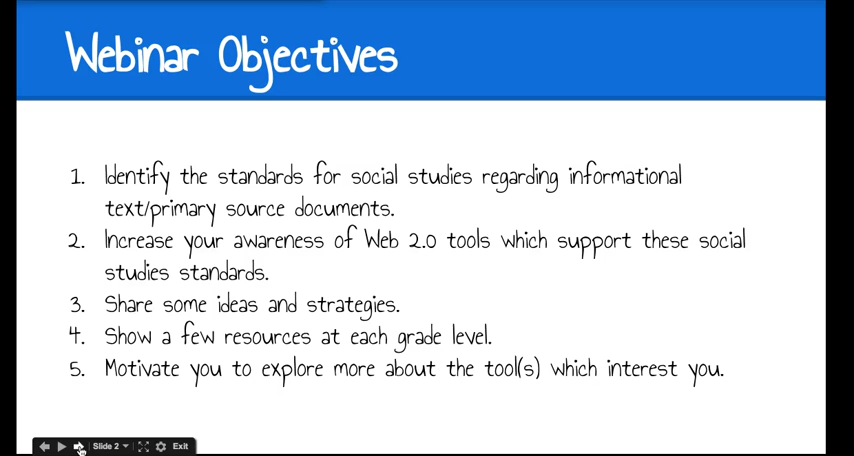 Webinar Objectives
1. Identify the standards for social studies regarding informational
text/primary source documents.
2. Increase your awareness of Web 2.0 tools which support these social
studies standards.
3. Share some ideas and strategies.
4. Show a few resources at each grade level.
5. Motivate you to explore more about the tool(s) which interest you.
Slide 2 Exit